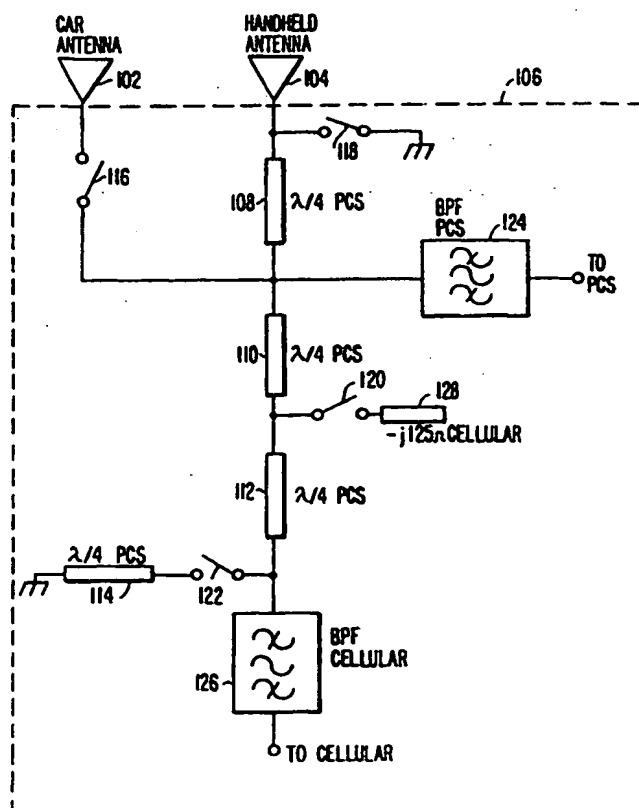 CAR
ANTENNA
102
HANDHELD
ANTENNA
104
106
118
116
108
λ/4 PCS
BPF
PCS
124
TO
PCS
110
λ/4 PCS
120
128
-j125Ω CELLULAR
112
λ/4 PCS
λ/4 PCS
114
122
126
BPF
CELLULAR
TO CELLULAR